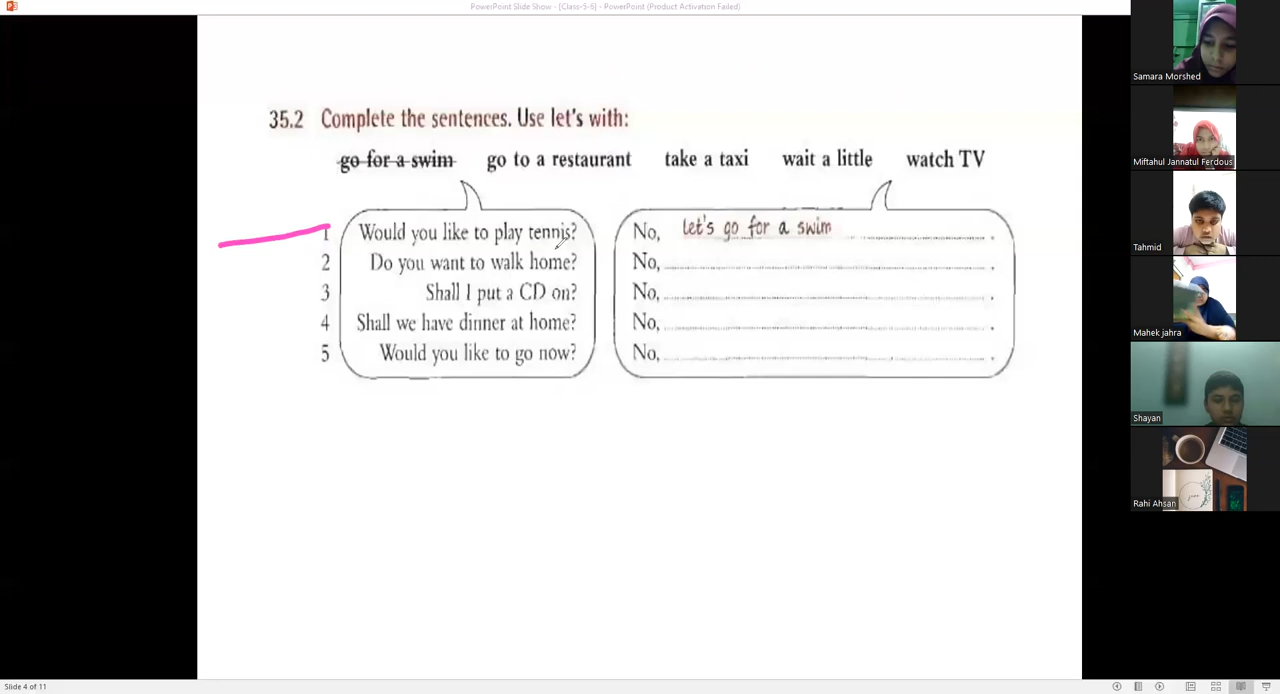 PowerPoint Slide Show - [Class-5-6] - PowerPoint (Product Activation Failed)
35.2 Complete the sentences. Use let's with:
go for a swim go to a restaurant take a taxi wait a little watch TV
1 Would you like to play tennis? No, let's go for a swim .
2 Do you want to walk home? No, .
3 Shall I put a CD on? No, .
4 Shall we have dinner at home? No, .
5 Would you like to go now? No, .
Samara Morshed
Miftahul Jannatul Ferdous
Tahmid
Mahek jahra
Shayan
Rahi Ahsan
Slide 4 of 11